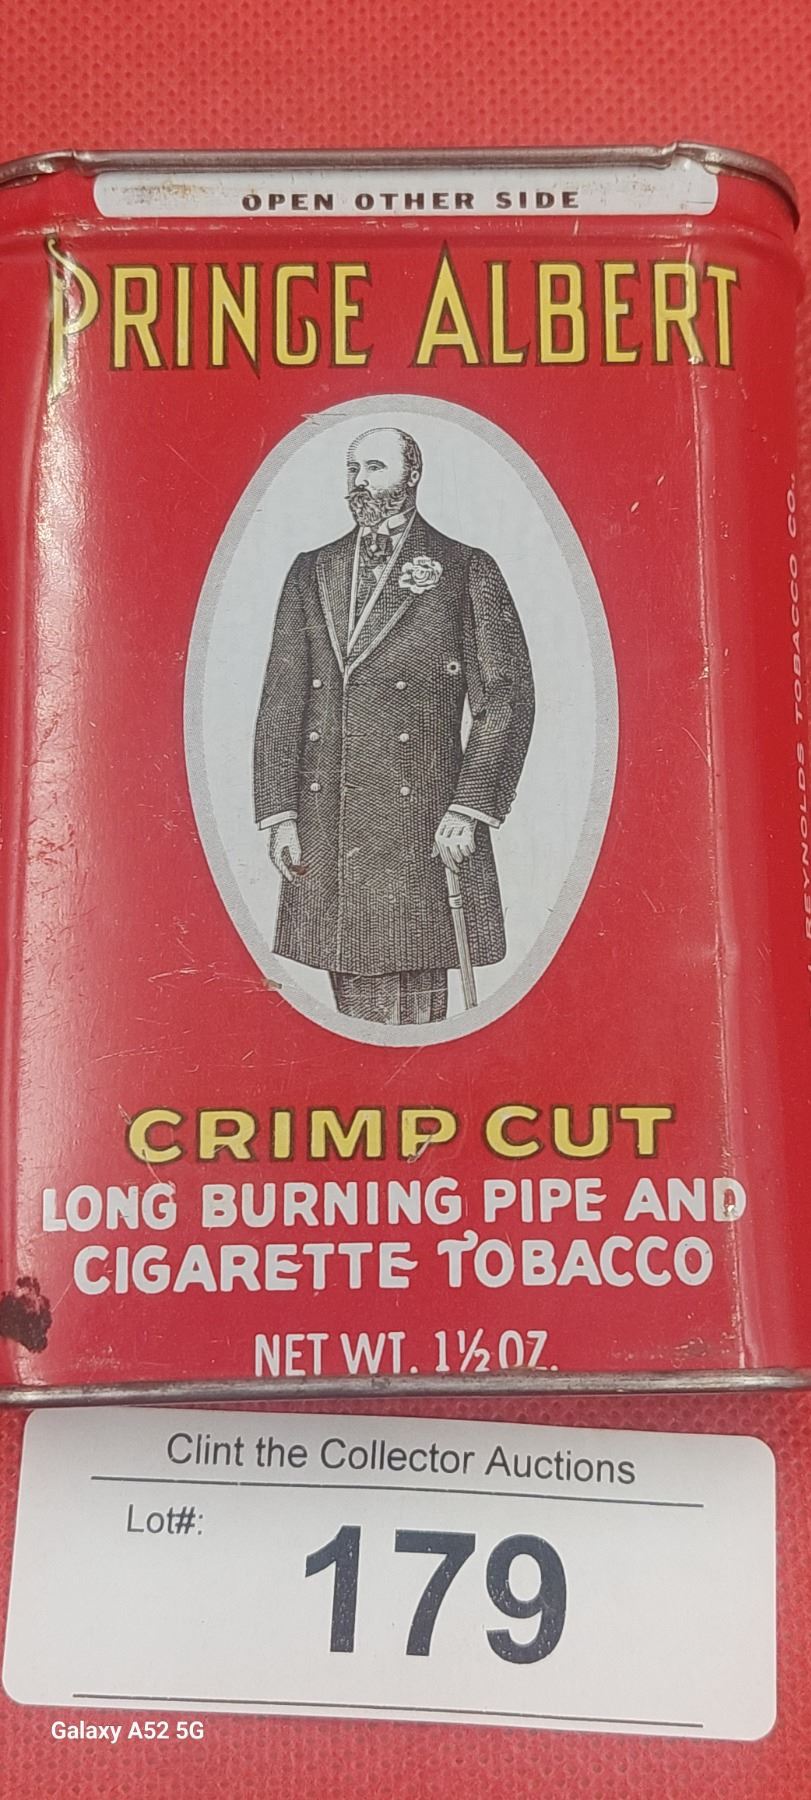 OPEN OTHER SIDE
PRINCE ALBERT
REYNOLDS TOBACCO CO.
CRIMP CUT
LONG BURNING PIPE AND
CIGARETTE TOBACCO
NET WT. 1½ OZ.
Clint the Collector Auctions
Lot#:
179
Galaxy A52 5G